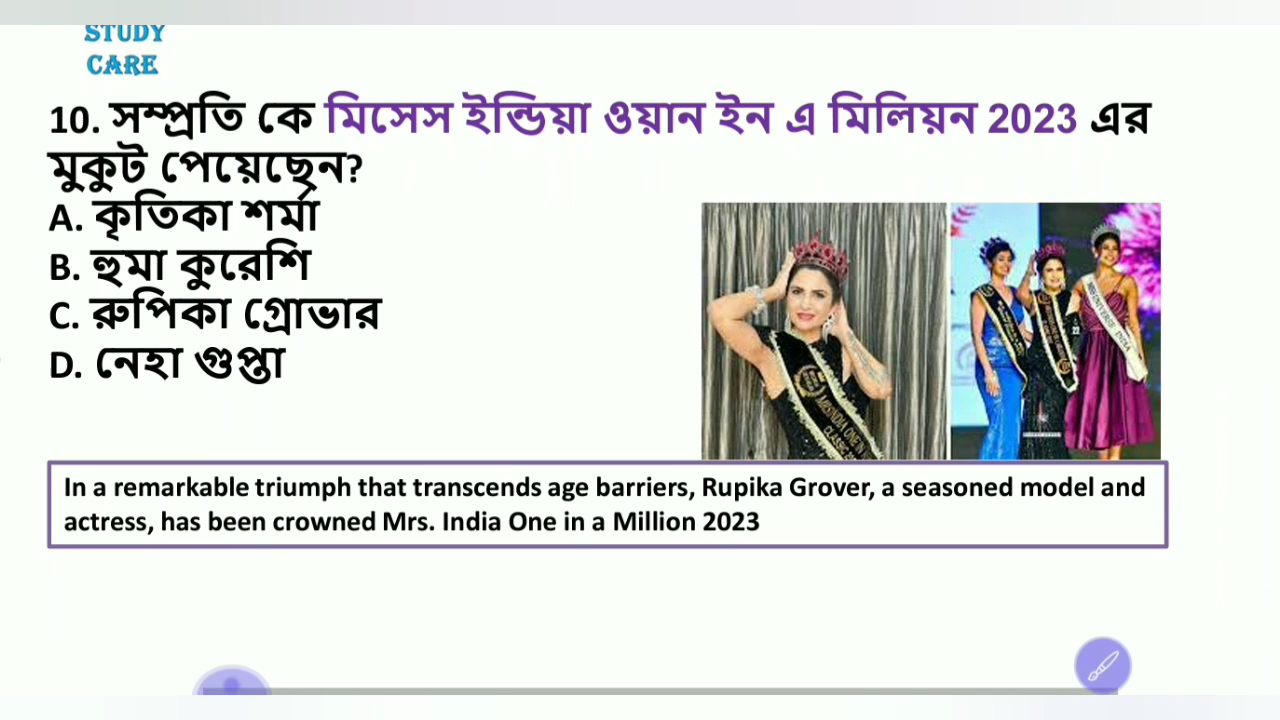 STUDY
CARE
10. সম্প্রতি কে মিসেস ইন্ডিয়া ওয়ান ইন এ মিলিয়ন 2023 এর
মুকুট পেয়েছেন?
A. কৃতিকা শর্মা
B. হুমা কুরেশি
C. রুপিকা গ্রোভার
D. নেহা গুপ্তা
In a remarkable triumph that transcends age barriers, Rupika Grover, a seasoned model and
actress, has been crowned Mrs. India One in a Million 2023